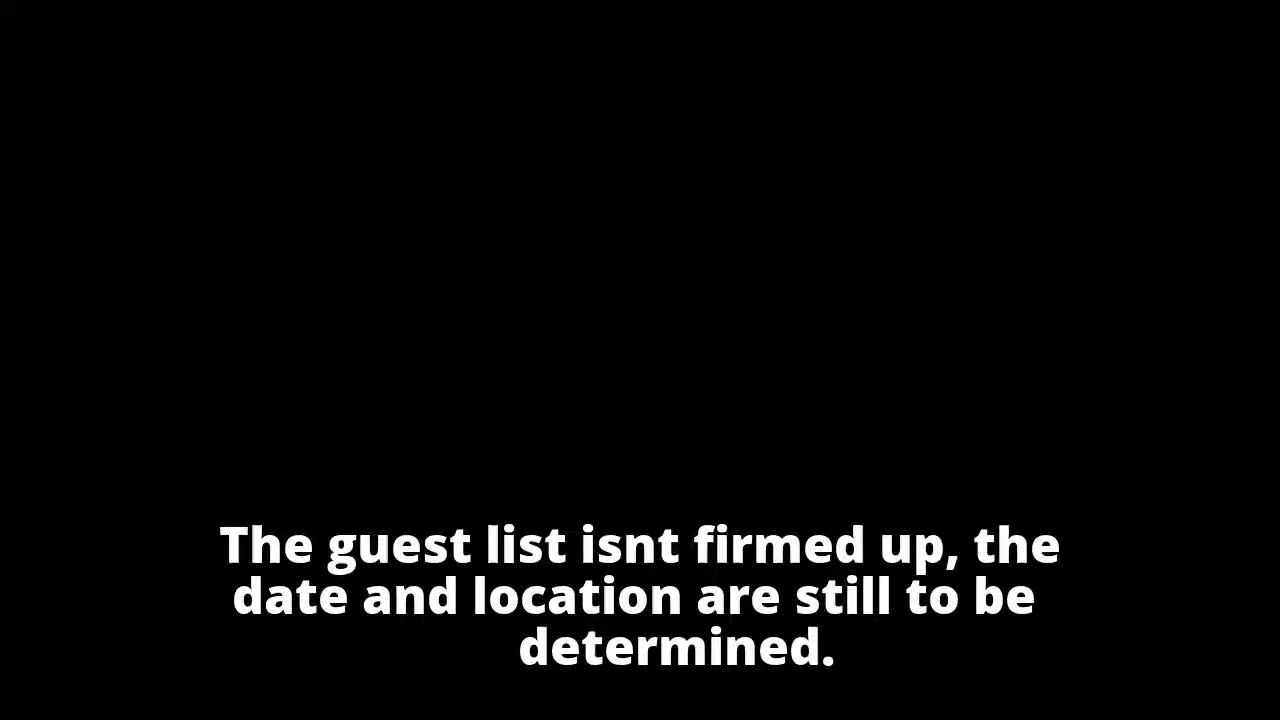 The guest list isnt firmed up, the
date and location are still to be
determined.